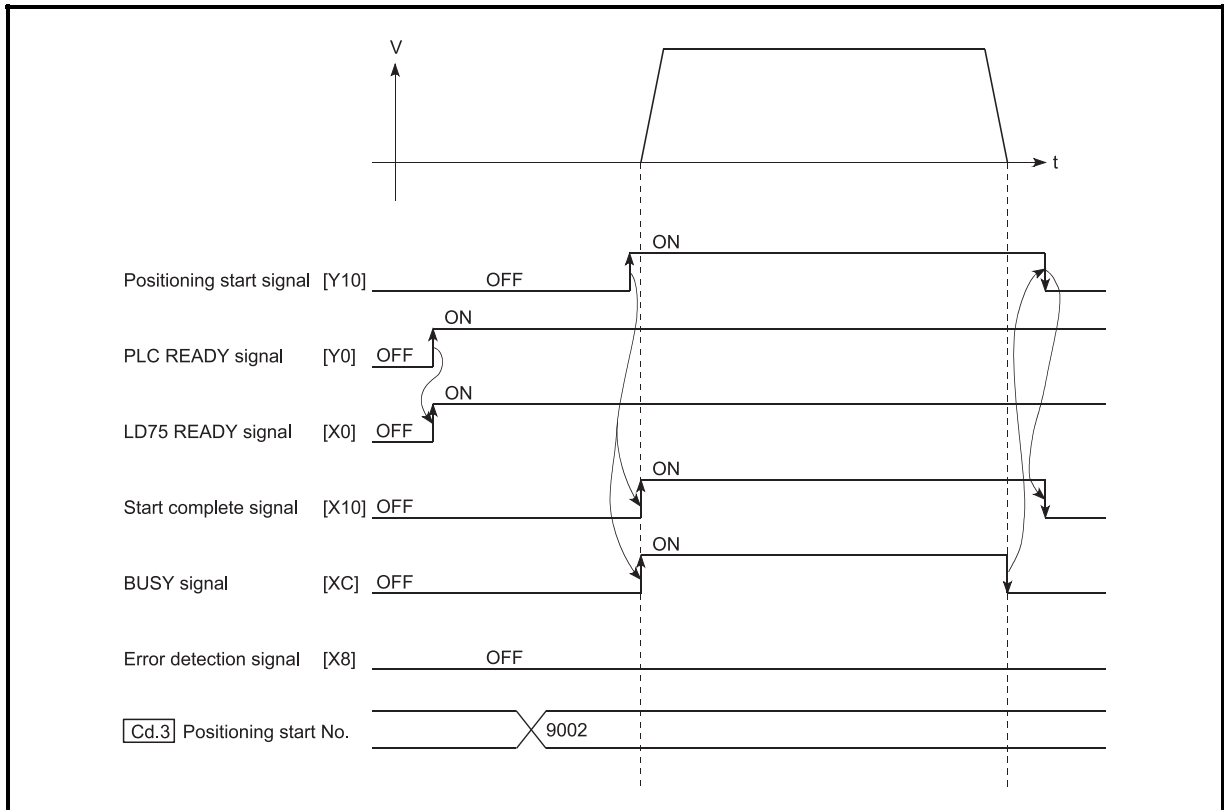 V
t
ON
Positioning start signal [Y10] OFF
ON
PLC READY signal [Y0] OFF
ON
LD75 READY signal [X0] OFF
ON
Start complete signal [X10] OFF
ON
BUSY signal [XC] OFF
Error detection signal [X8] OFF
Cd.3 Positioning start No. 9002